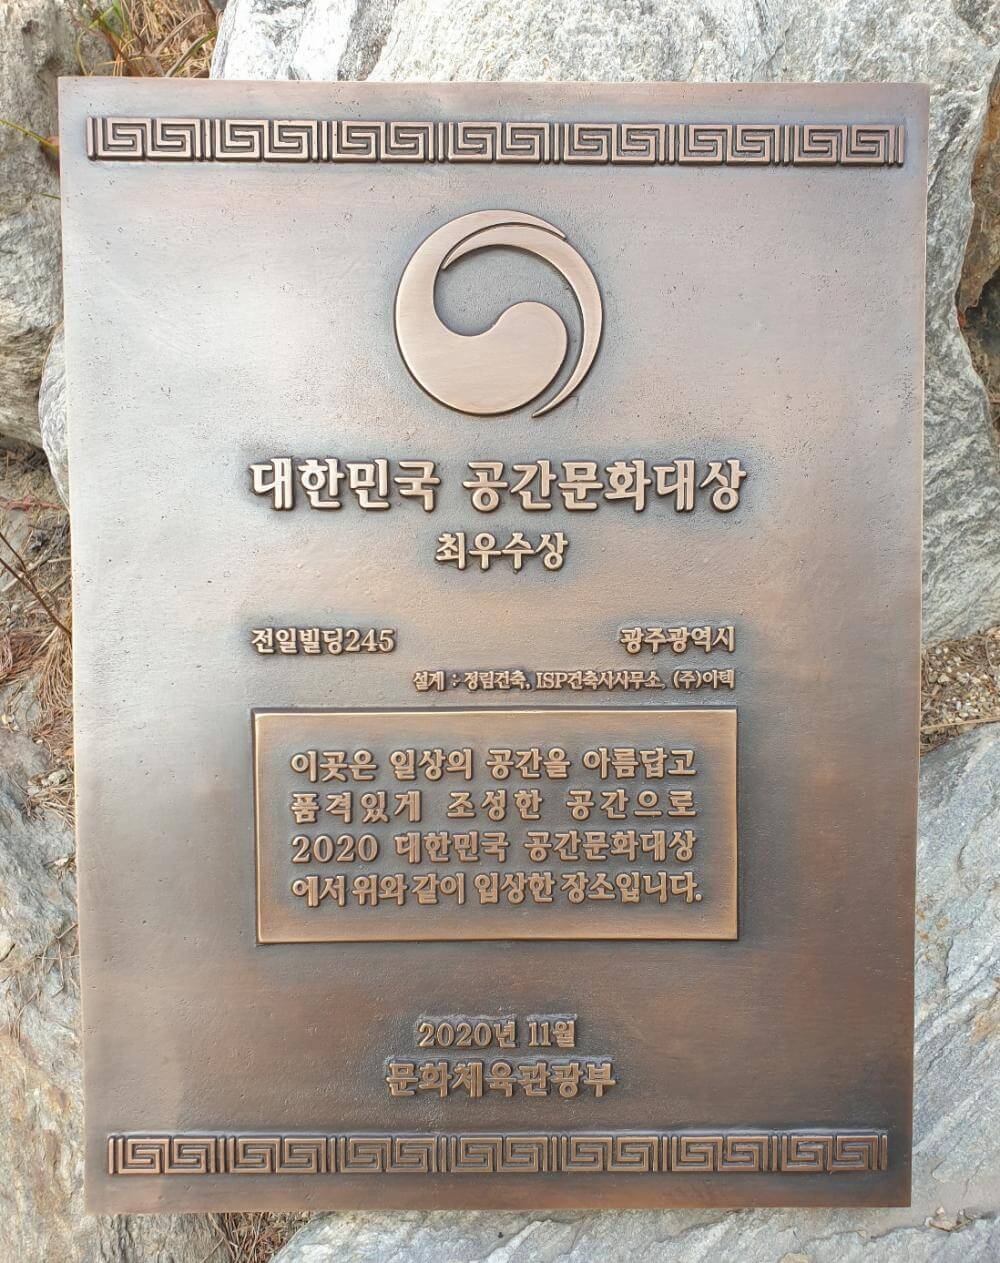 대한민국 공간문화대상
최우수상
전일빌딩245 광주광역시
설계 : 정림건축, ISP건축사사무소, (주)아텍
이곳은 일상의 공간을 아름답고
품격있게 조성한 공간으로
2020 대한민국 공간문화대상
에서 위와 같이 입상한 장소입니다.
2020년 11월
문화체육관광부